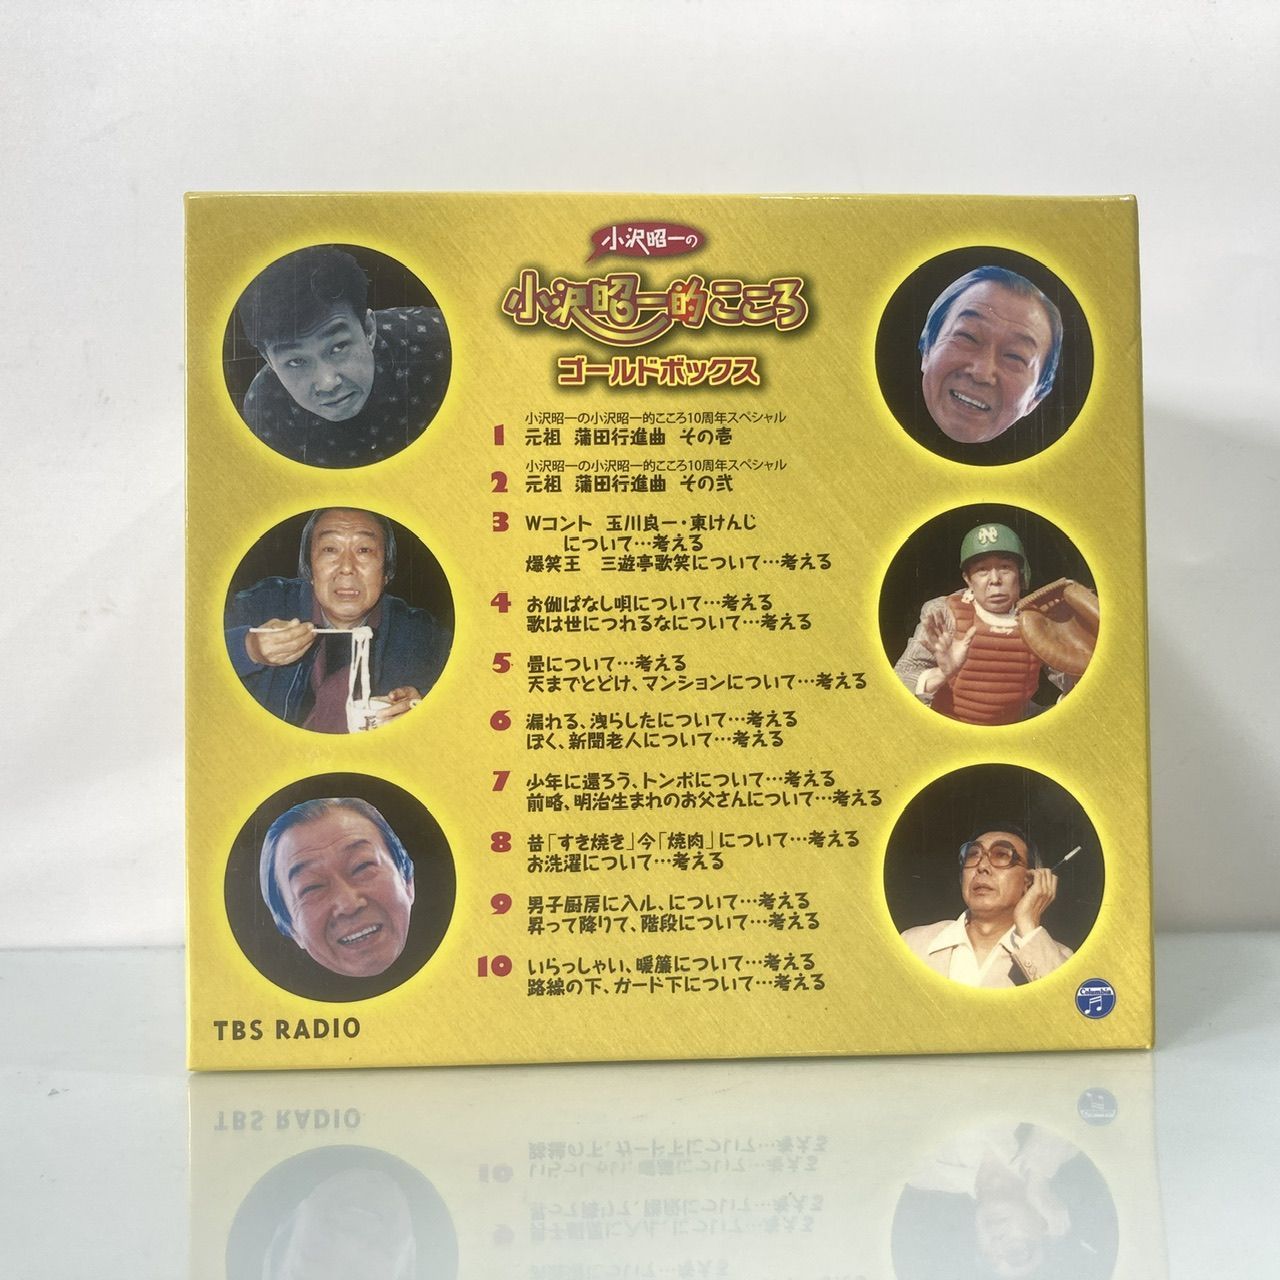 小沢昭一の
小沢昭一的こころ
ゴールドボックス
小沢昭一の小沢昭一的こころ10周年スペシャル
1 元祖 蒲田行進曲 その壱
小沢昭一の小沢昭一的こころ10周年スペシャル
2 元祖 蒲田行進曲 その弐
3 Wコント 玉川良一・東けんじ
について…考える
爆笑王 三遊亭歌笑について…考える
4 お伽ばなし唄について…考える
歌は世につれるなについて…考える
5 畳について…考える
天までとどけ、マンションについて…考える
6 漏れる、洩らしたについて…考える
ぼく、新聞老人について…考える
7 少年に還ろう、トンボについて…考える
前略、明治生まれのお父さんについて…考える
8 昔「すき焼き」今「焼肉」について…考える
お洗濯について…考える
9 男子厨房に入ル、について…考える
昇って降りて、階段について…考える
10 いらっしゃい、暖簾について…考える
路線の下、ガード下について…考える
TBS RADIO
Columbia